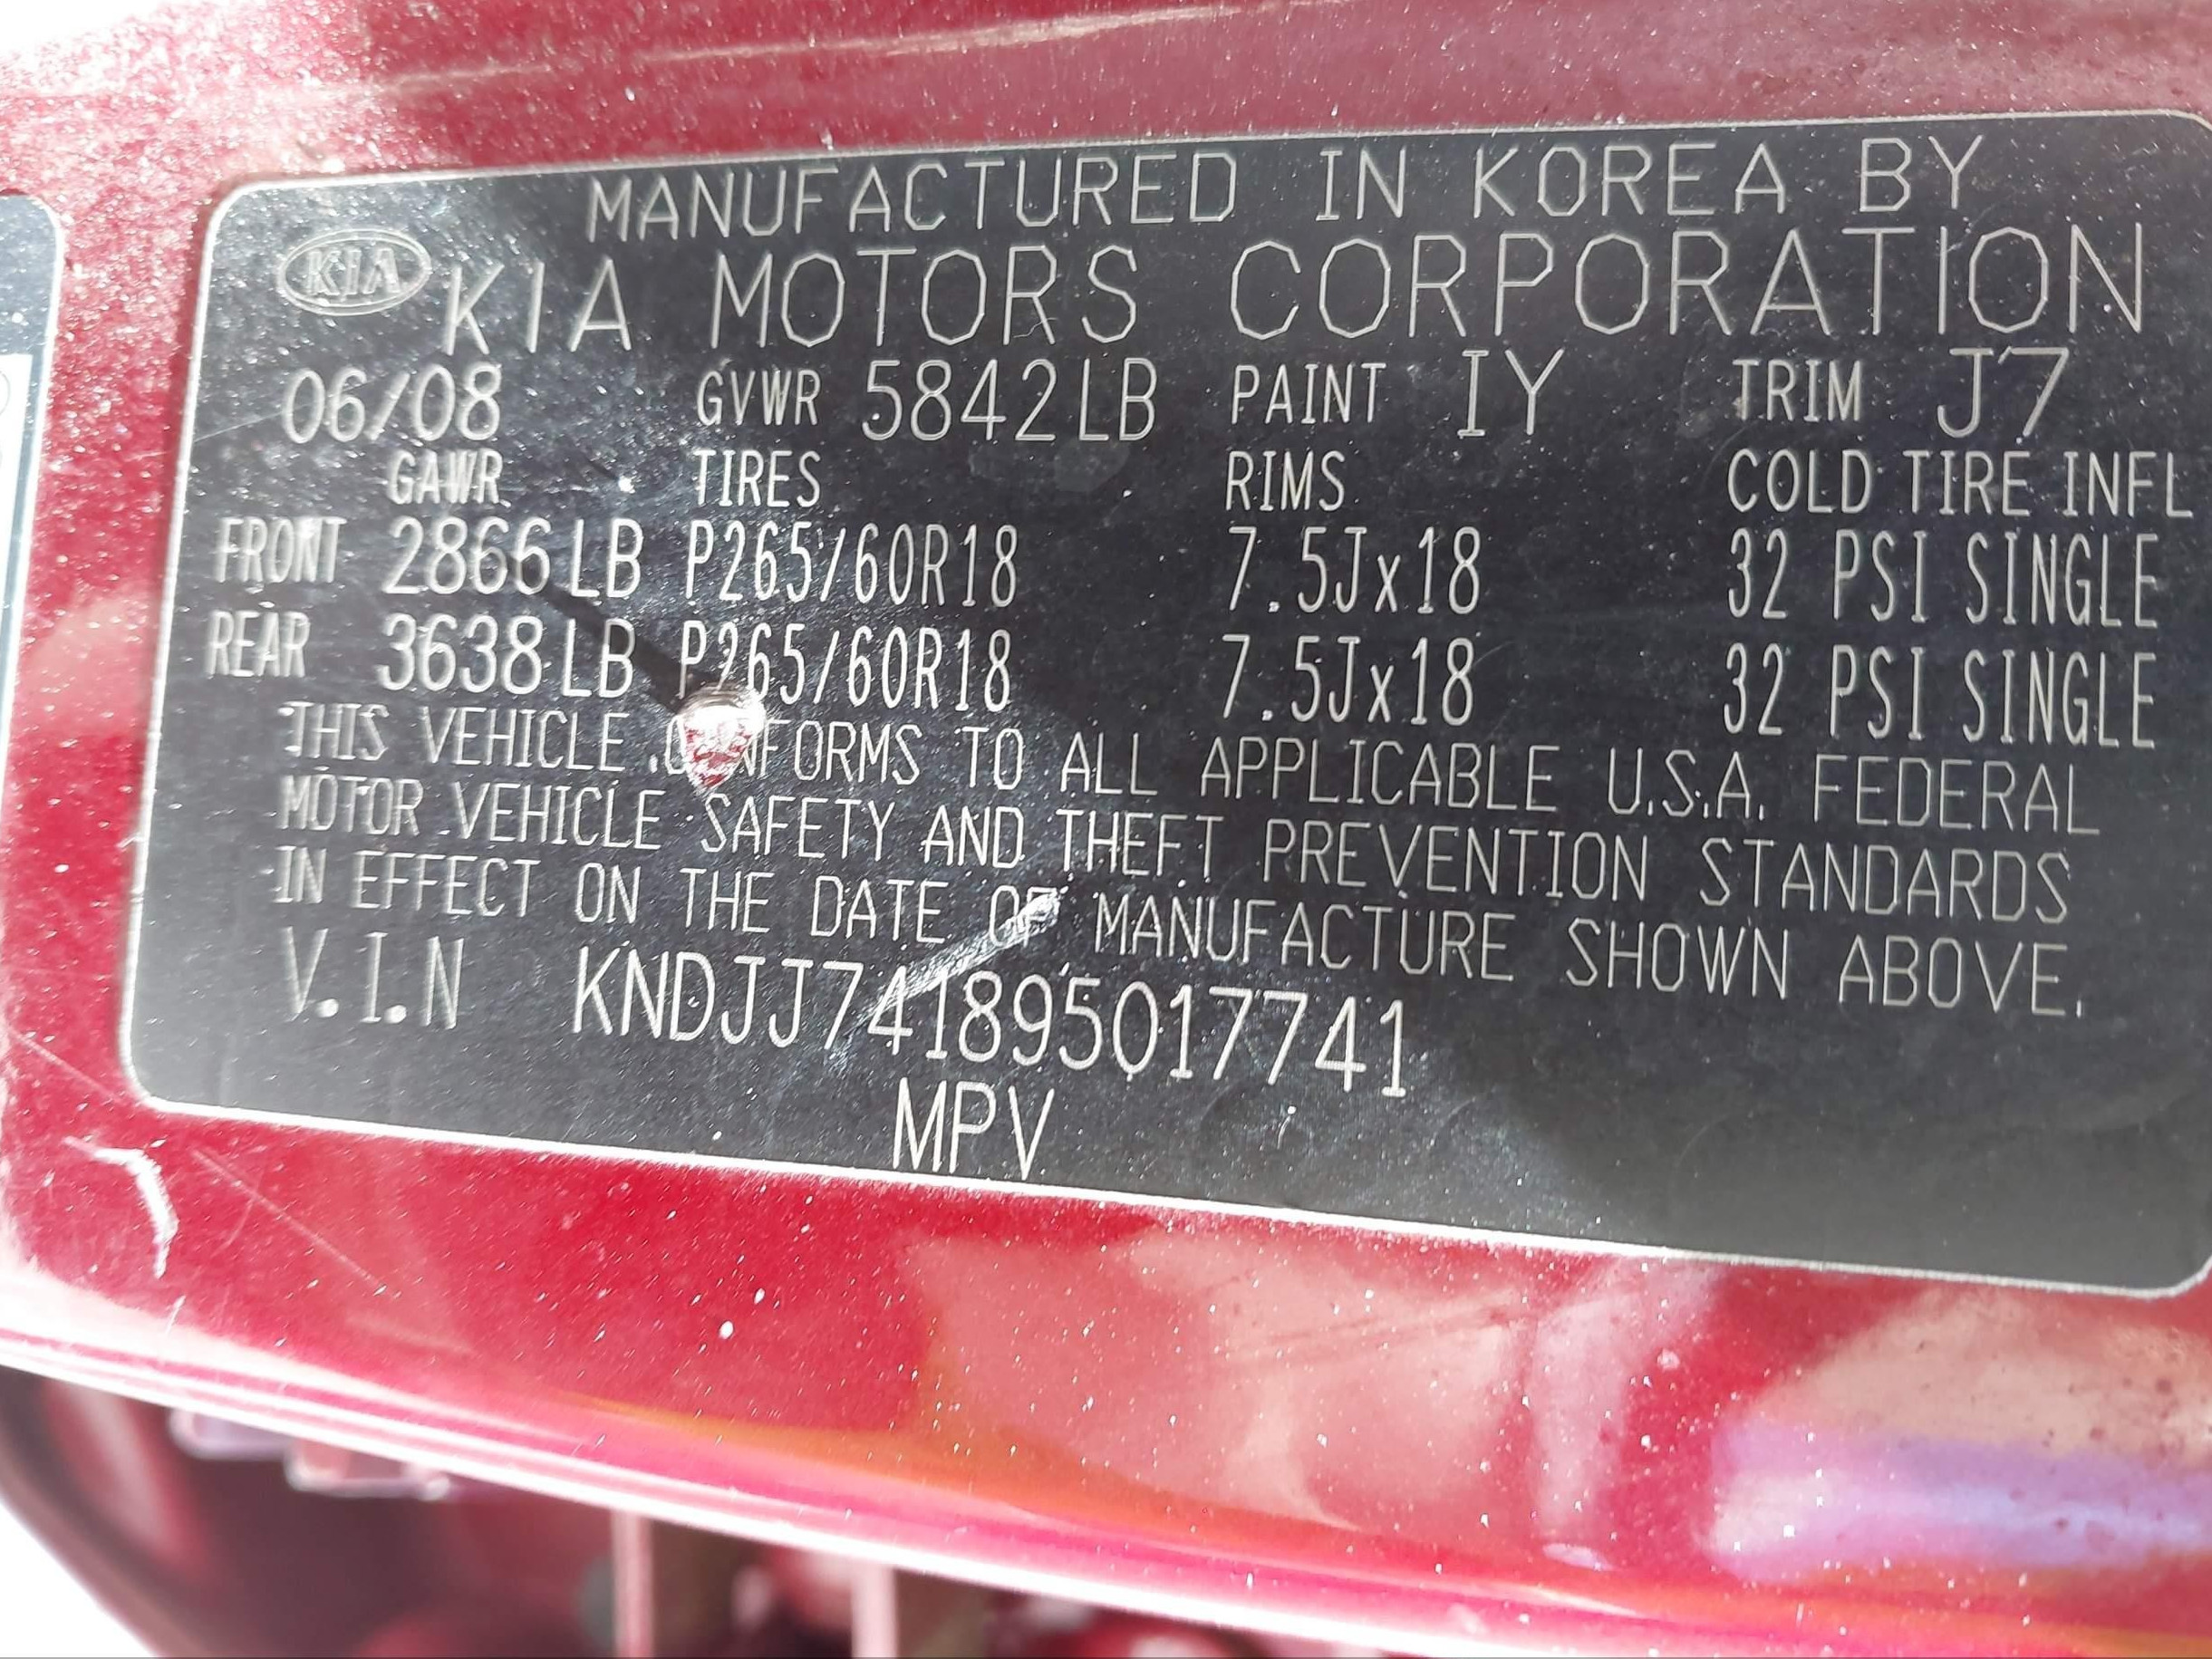 MANUFACTURED IN KOREA BY
KIA KIA MOTORS CORPORATION
06/08 GVWR 5842LB PAINT IY TRIM J7
GAWR TIRES RIMS COLD TIRE INFL
FRONT 2866LB P265/60R18 7.5Jx18 32 PSI SINGLE
REAR 3638LB P265/60R18 7.5Jx18 32 PSI SINGLE
THIS VEHICLE CONFORMS TO ALL APPLICABLE U.S.A. FEDERAL
MOTOR VEHICLE SAFETY AND THEFT PREVENTION STANDARDS
IN EFFECT ON THE DATE OF MANUFACTURE SHOWN ABOVE.
V.I.N KNDJJ741895017741
MPV